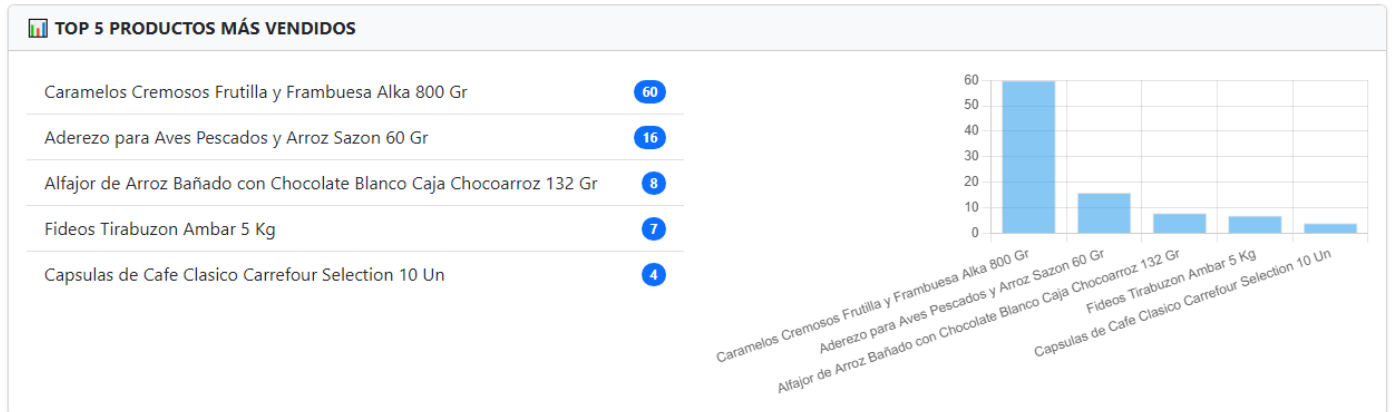 TOP 5 PRODUCTOS MÁS VENDIDOS
Caramelos Cremosos Frutilla y Frambuesa Alka 800 Gr 60
Aderezo para Aves Pescados y Arroz Sazon 60 Gr 16
Alfajor de Arroz Bañado con Chocolate Blanco Caja Chocoarroz 132 Gr 8
Fideos Tirabuzon Ambar 5 Kg 7
Capsulas de Cafe Clasico Carrefour Selection 10 Un 4
60
50
40
30
20
10
0
Caramelos Cremosos Frutilla y Frambuesa Alka 800 Gr
Aderezo para Aves Pescados y Arroz Sazon 60 Gr
Alfajor de Arroz Bañado con Chocolate Blanco Caja Chocoarroz 132 Gr
Fideos Tirabuzon Ambar 5 Kg
Capsulas de Cafe Clasico Carrefour Selection 10 Un